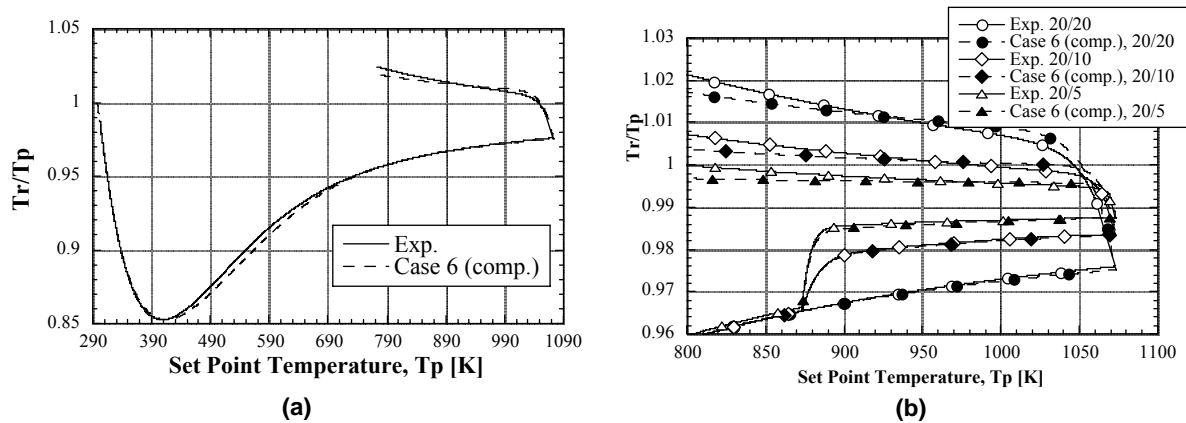 1.05
1
0.95
0.9
0.85
Tr/Tp
Exp.
Case 6 (comp.)
290 390 490 590 690 790 890 990 1090
Set Point Temperature, Tp [K]
(a)
Exp. 20/20
Case 6 (comp.), 20/20
Exp. 20/10
Case 6 (comp.), 20/10
Exp. 20/5
Case 6 (comp.), 20/5
1.03
1.02
1.01
1
0.99
0.98
0.97
0.96
Tr/Tp
800 850 900 950 1000 1050 1100
Set Point Temperature, Tp [K]
(b)